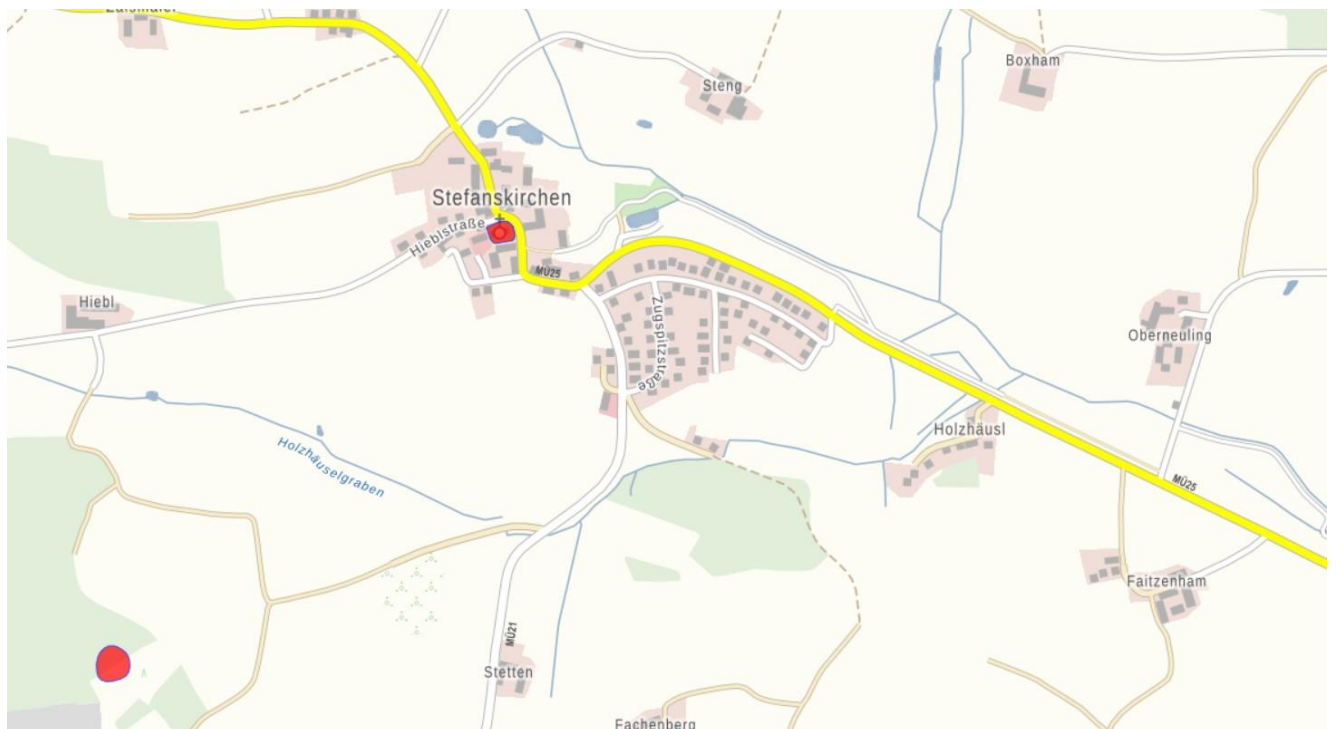 Steng
Boxham
Stefanskirchen
Hieblstraße
MÜ25
Hiebl
Zugspitzstraße
Oberneuling
Holzhäusl
Holzhäuselgraben
MÜ25
Faitzenham
MÜ21
Stetten
Fachenberg